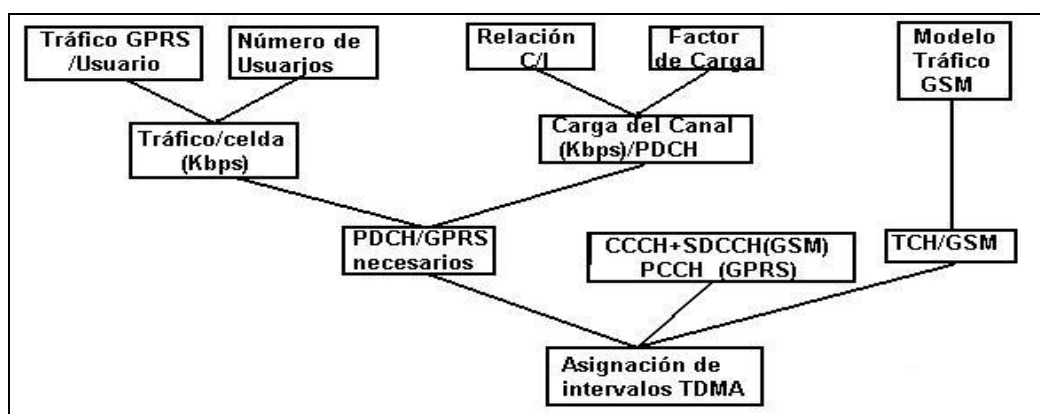 Tráfico GPRS
/Usuario
Número de
Usuarios
Relación
C/I
Factor
de Carga
Modelo
Tráfico
GSM
Tráfico/celda
(Kbps)
Carga del Canal
(Kbps)/PDCH
PDCH/GPRS
necesarios
CCCH+SDCCH(GSM)
PCCH (GPRS)
TCH/GSM
Asignación de
intervalos TDMA